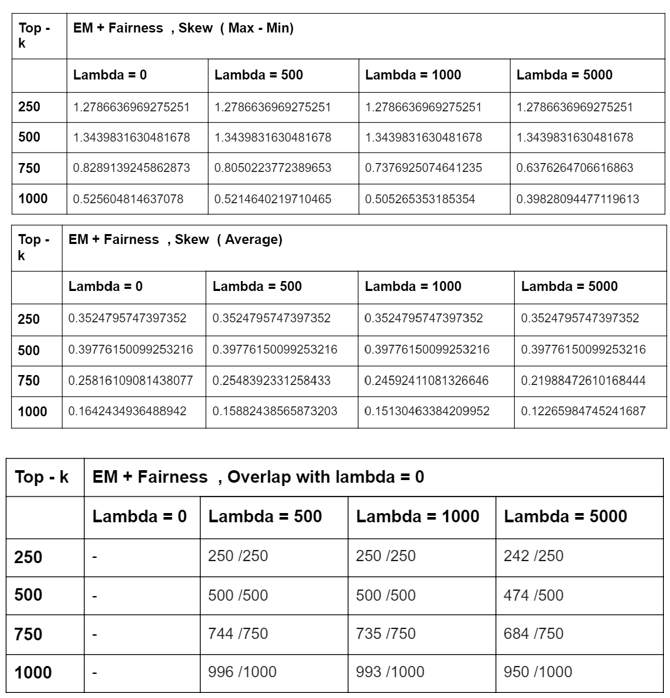 Top - k EM + Fairness , Skew ( Max - Min)
Lambda = 0 Lambda = 500 Lambda = 1000 Lambda = 5000
250 1.2786636969275251 1.2786636969275251 1.2786636969275251 1.2786636969275251
500 1.3439831630481678 1.3439831630481678 1.3439831630481678 1.3439831630481678
750 0.8289139245862873 0.8050223772389653 0.7376925074641235 0.6376264706616863
1000 0.525604814637078 0.5214640219710465 0.505265353185354 0.39828094477119613
Top - k EM + Fairness , Skew ( Average)
Lambda = 0 Lambda = 500 Lambda = 1000 Lambda = 5000
250 0.3524795747397352 0.3524795747397352 0.3524795747397352 0.3524795747397352
500 0.39776150099253216 0.39776150099253216 0.39776150099253216 0.39776150099253216
750 0.25816109081438077 0.2548392331258433 0.24592411081326646 0.21988472610168444
1000 0.1642434936488942 0.15882438565873203 0.15130463384209952 0.12265984745241687
Top - k EM + Fairness , Overlap with lambda = 0
Lambda = 0 Lambda = 500 Lambda = 1000 Lambda = 5000
250 - 250 /250 250 /250 242 /250
500 - 500 /500 500 /500 474 /500
750 - 744 /750 735 /750 684 /750
1000 - 996 /1000 993 /1000 950 /1000